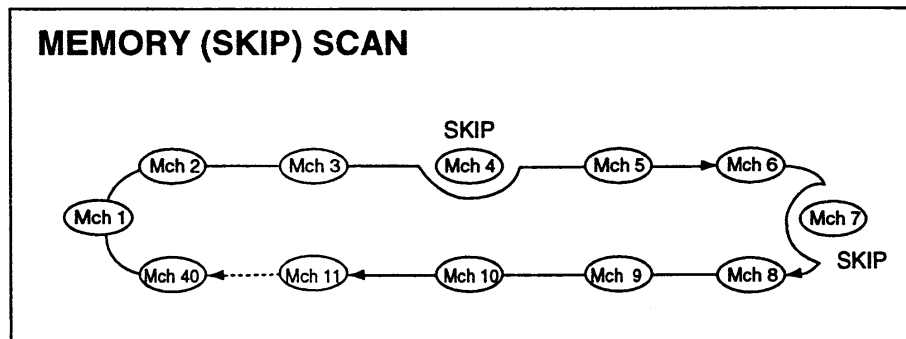 MEMORY (SKIP) SCAN
SKIP
Mch 2 Mch 3 Mch 4 Mch 5 Mch 6
Mch 1 Mch 7
SKIP
Mch 40 Mch 11 Mch 10 Mch 9 Mch 8